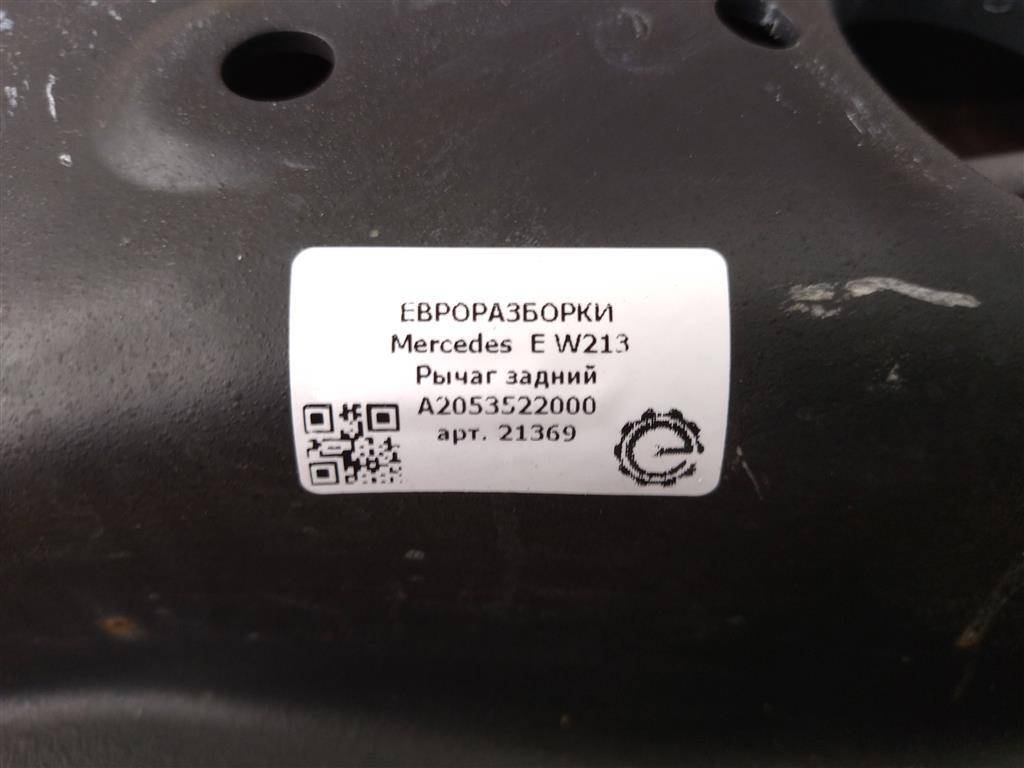 ЕВРОРАЗБОРКИ
Mercedes E W213
Рычаг задний
A2053522000
арт. 21369